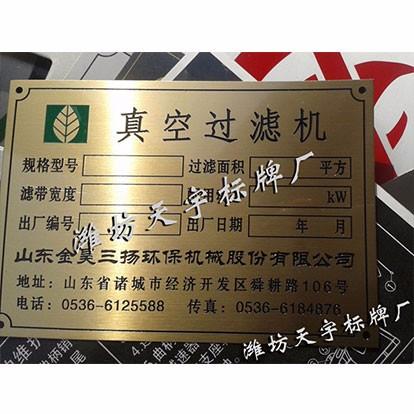 真空过滤机
规格型号 过滤面积 平方
滤带宽度 kW
出厂编号 出厂日期 年 月
山东金昊三扬环保机械股份有限公司
地址：山东省诸城市经济开发区舜耕路106号
电话：0536-6125588 传真：0536-6184876
潍坊天宇标牌厂
潍坊天宇标牌厂